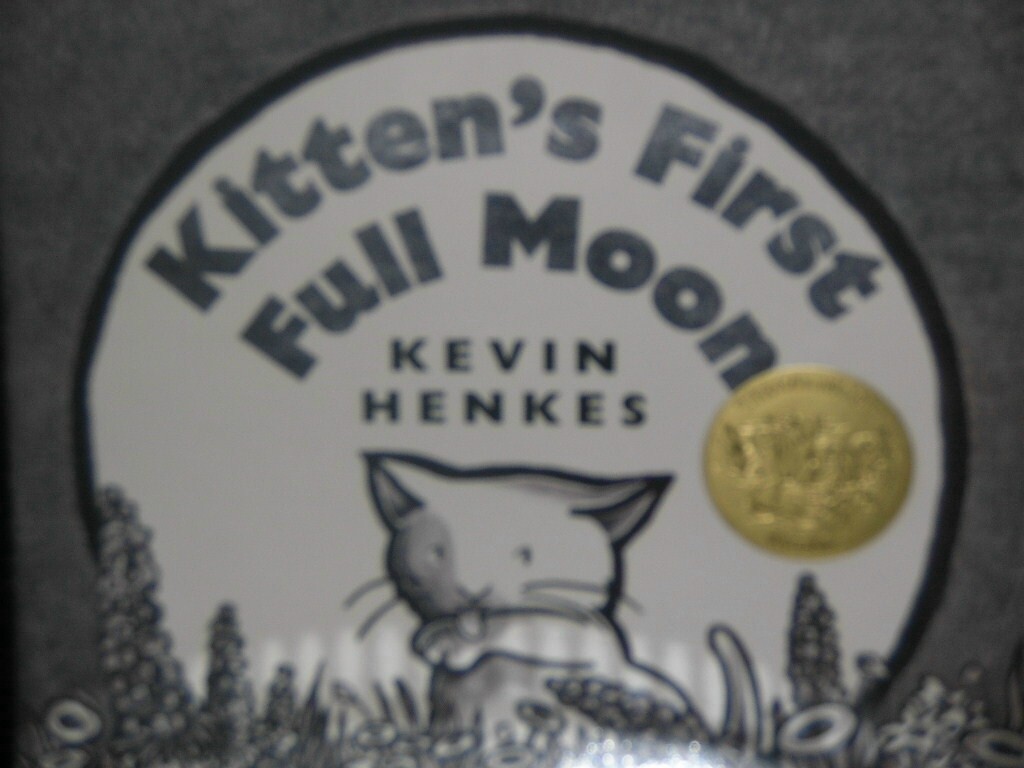 Kitten's First
Full Moon
KEVIN
HENKES